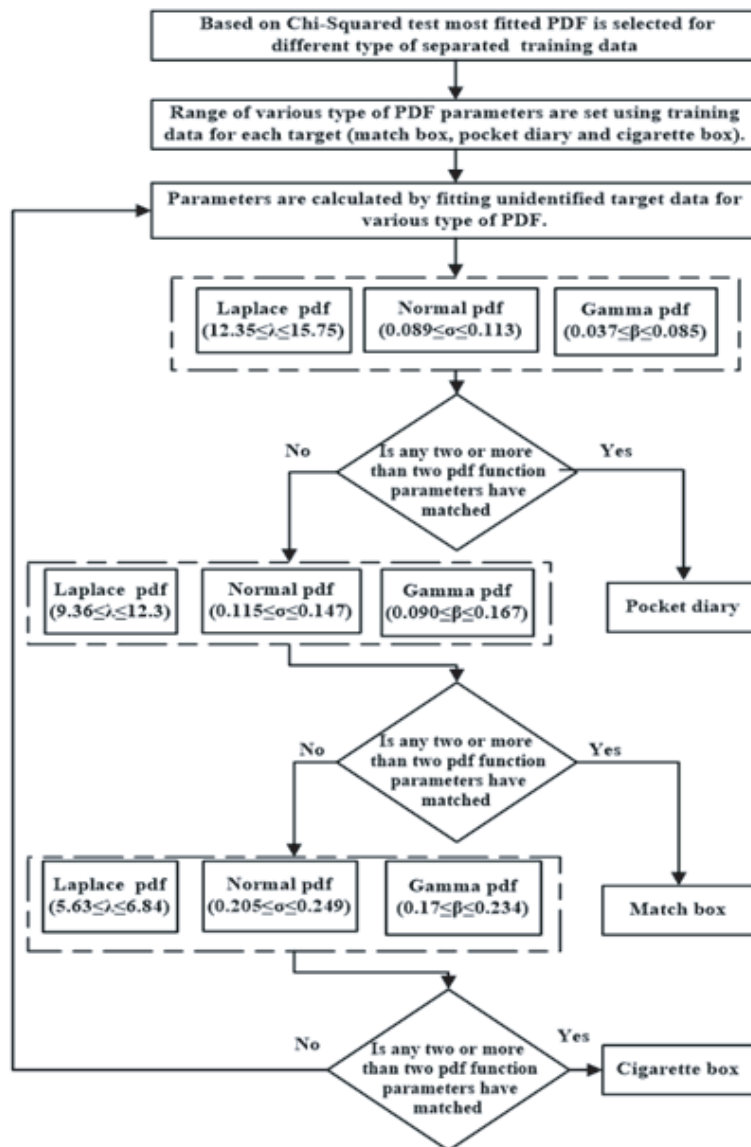 Based on Chi-Squared test most fitted PDF is selected for
different type of separated training data
Range of various type of PDF parameters are set using training
data for each target (match box, pocket diary and cigarette box).
Parameters are calculated by fitting unidentified target data for
various type of PDF.
Laplace pdf
(12.35≤λ≤15.75)
Normal pdf
(0.089≤σ≤0.113)
Gamma pdf
(0.037≤β≤0.085)
No
Is any two or more
than two pdf function
parameters have
matched
Yes
Laplace pdf
(9.36≤λ≤12.3)
Normal pdf
(0.115≤σ≤0.147)
Gamma pdf
(0.090≤β≤0.167)
Pocket diary
No
Is any two or more
than two pdf function
parameters have
matched
Yes
Laplace pdf
(5.63≤λ≤6.84)
Normal pdf
(0.205≤σ≤0.249)
Gamma pdf
(0.17≤β≤0.234)
Match box
No
Is any two or more
than two pdf function
parameters have
matched
Yes
Cigarette box